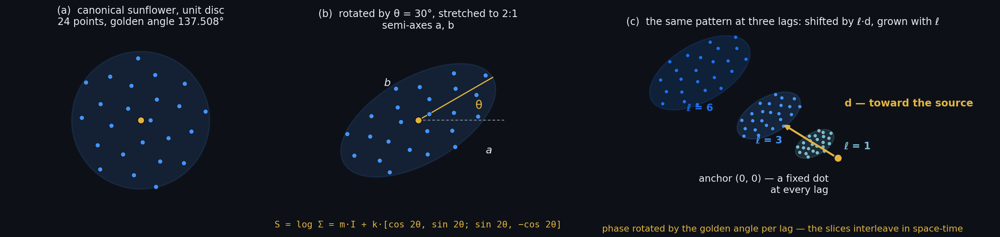 (a)  canonical sunflower, unit disc
24 points, golden angle 137.508°
(b)  rotated by θ = 30°, stretched to 2:1
semi-axes a, b
b
θ
a
S = log Σ = m·I + k·[cos 2θ, sin 2θ; sin 2θ, −cos 2θ]
(c)  the same pattern at three lags: shifted by ℓ·d, grown with ℓ
ℓ = 6
d — toward the source
ℓ = 3
ℓ = 1
anchor (0, 0) — a fixed dot
at every lag
phase rotated by the golden angle per lag — the slices interleave in space-time